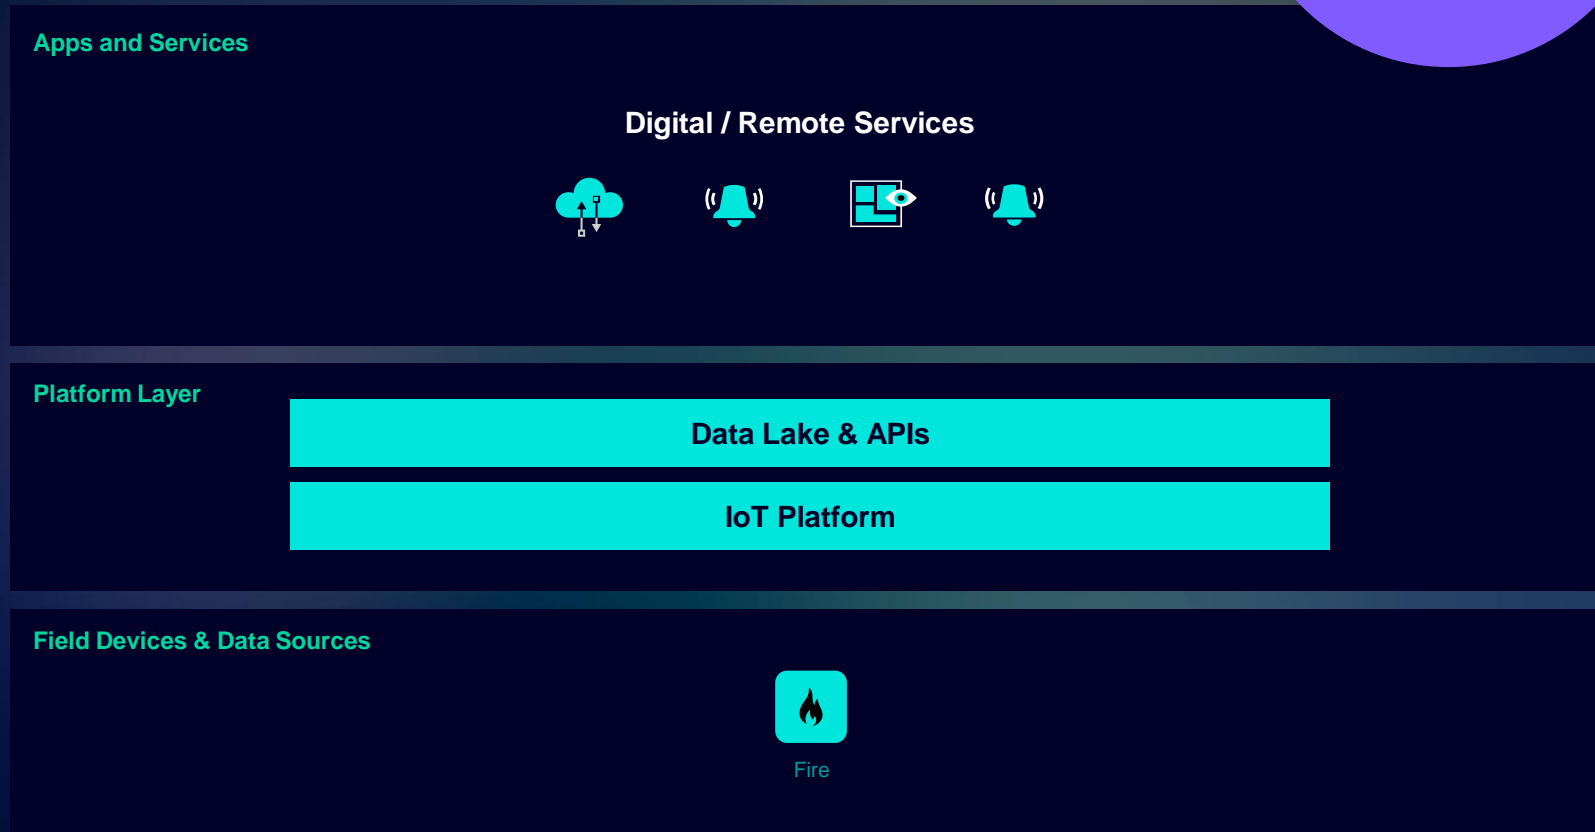 Apps and Services
Digital / Remote Services
Platform Layer
Data Lake & APIs
IoT Platform
Field Devices & Data Sources
Fire